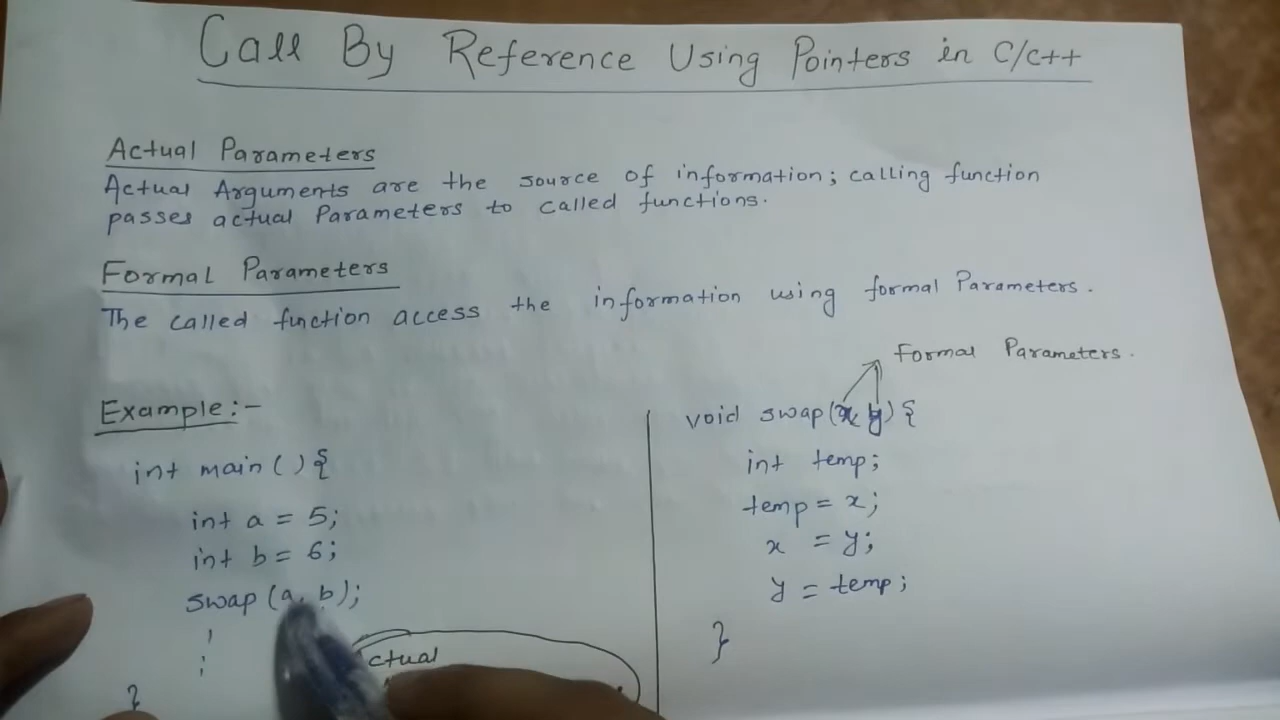 Call By Reference Using Pointers in C/C++
Actual Parameters
Actual Arguments are the source of information; calling function
passes actual Parameters to called functions.
Formal Parameters
The called function access the information using formal Parameters.
Formal Parameters.
Example:-
int main( ){
int a = 5;
int b = 6;
swap (a, b);
}
ctual
void swap(x y){
int temp;
temp = x;
x = y;
y = temp;
}